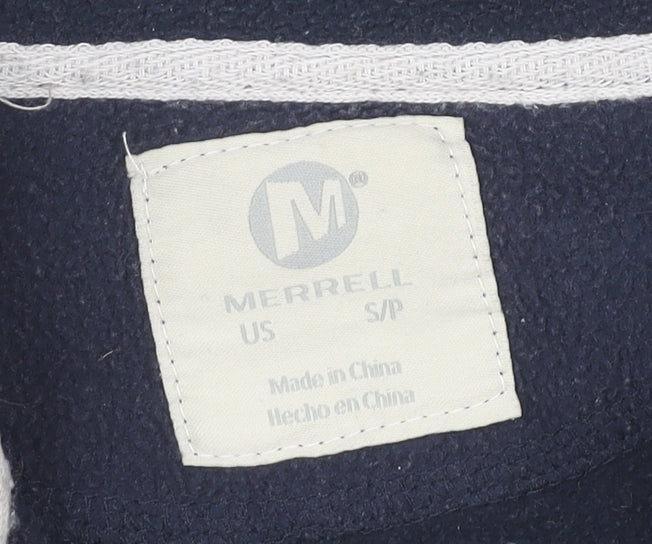 M®
MERRELL
US S/P
Made in China
Hecho en China